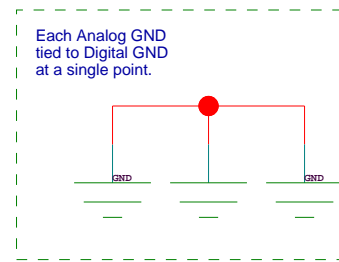 Each Analog GND
tied to Digital GND
at a single point.
GND
GND